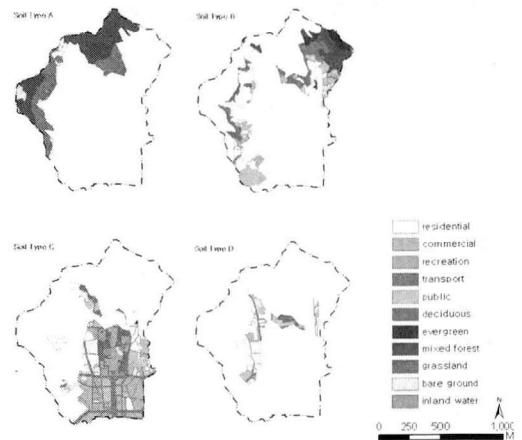 Soil Type A
Soil Type B
Soil Type C
Soil Type D
residential
commercial
recreation
transport
public
deciduous
evergreen
mixed forest
grassland
bare ground
inland water
N
0 250 500 1,000
M